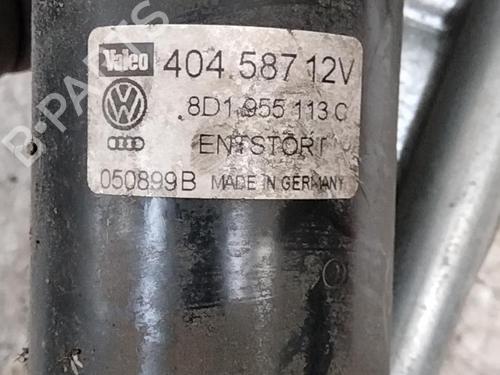 Valeo 404.587 12V
8D1 955 113 C
ENTSTÖRT
050899B MADE IN GERMANY
B-PARTS